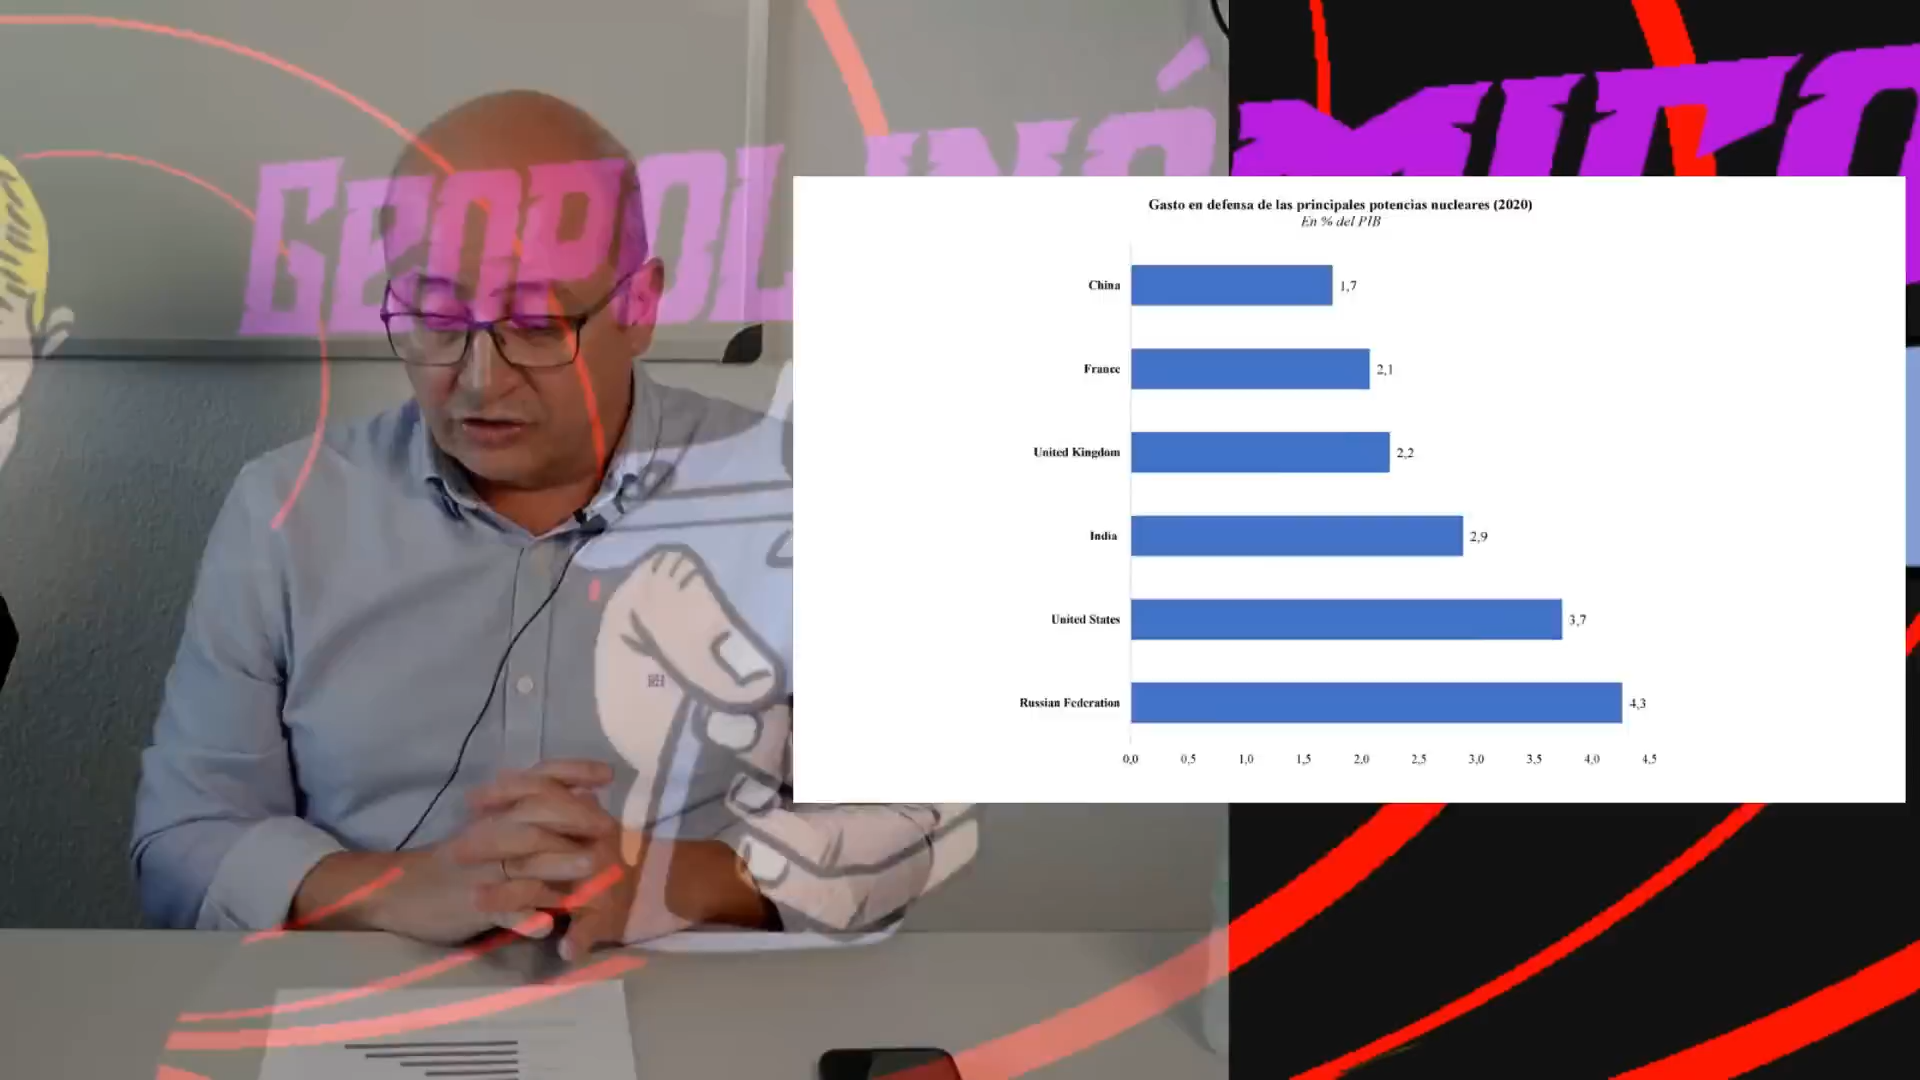 GEOPOLINÓ
MICO
Gasto en defensa de las principales potencias nucleares (2020)
En % del PIB
China 1,7
France 2,1
United Kingdom 2,2
India 2,9
United States 3,7
Russian Federation 4,3
0,0 0,5 1,0 1,5 2,0 2,5 3,0 3,5 4,0 4,5